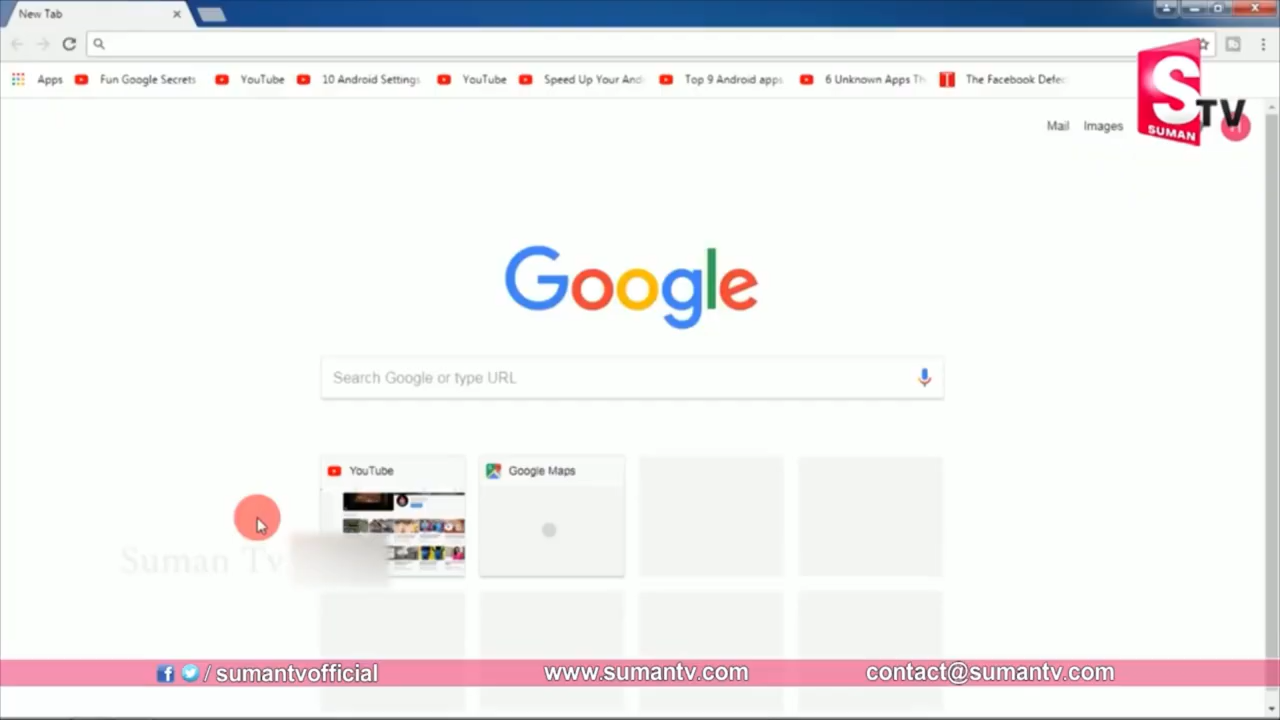 New Tab
Apps Fun Google Secrets YouTube 10 Android Settings YouTube Speed Up Your And Top 9 Android apps 6 Unknown Apps Th The Facebook Defec
S TV
SUMAN
Mail Images
Google
Search Google or type URL
YouTube Google Maps
Suman Tv
/ sumantvofficial www.sumantv.com contact@sumantv.com